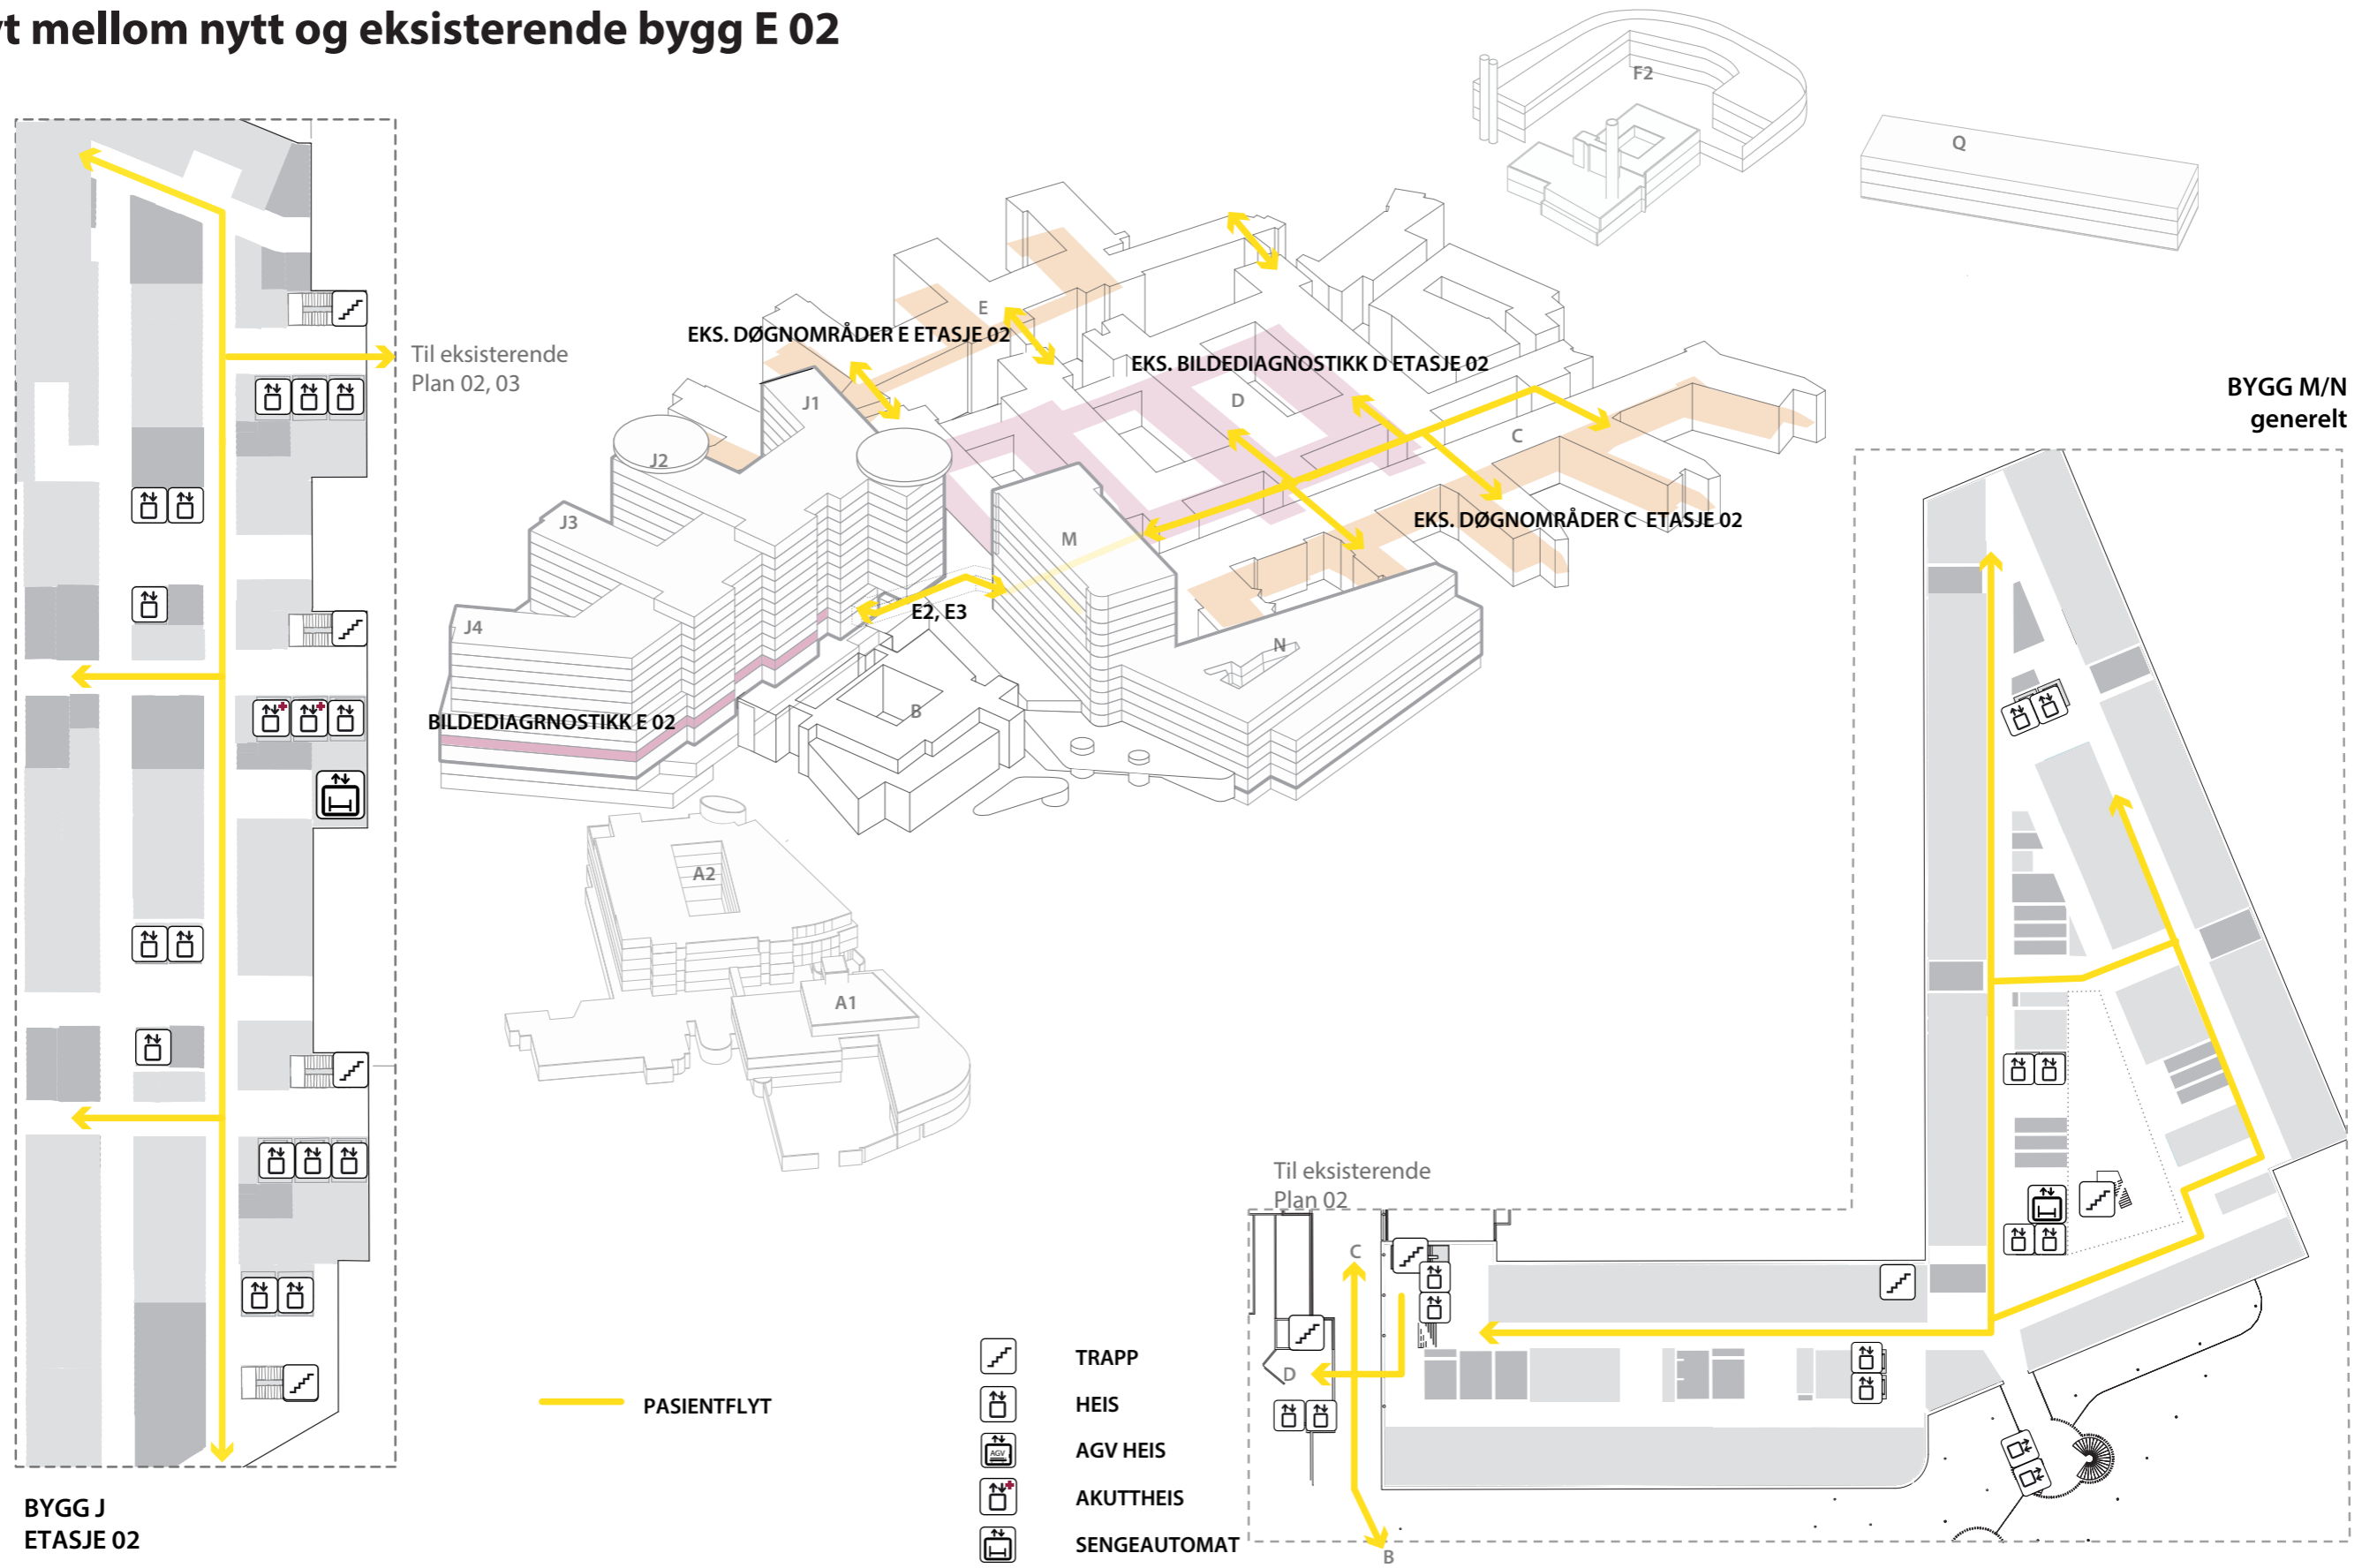 mellom nytt og eksisterende bygg E 02
F2
Q
Til eksisterende
Plan 02, 03
E
EKS. DØGNOMRÅDER E ETASJE 02
EKS. BILDEDIAGNOSTIKK D ETASJE 02
BYGG M/N
generelt
J1
D
C
J2
EKS. DØGNOMRÅDER C ETASJE 02
J3
M
E2, E3
J4
N
BILDEDIAGRNOSTIKK E 02
B
A2
A1
Til eksisterende
Plan 02
C
D
B
PASIENTFLYT
TRAPP
HEIS
AGV
AGV HEIS
AKUTTHEIS
SENGEAUTOMAT
BYGG J
ETASJE 02